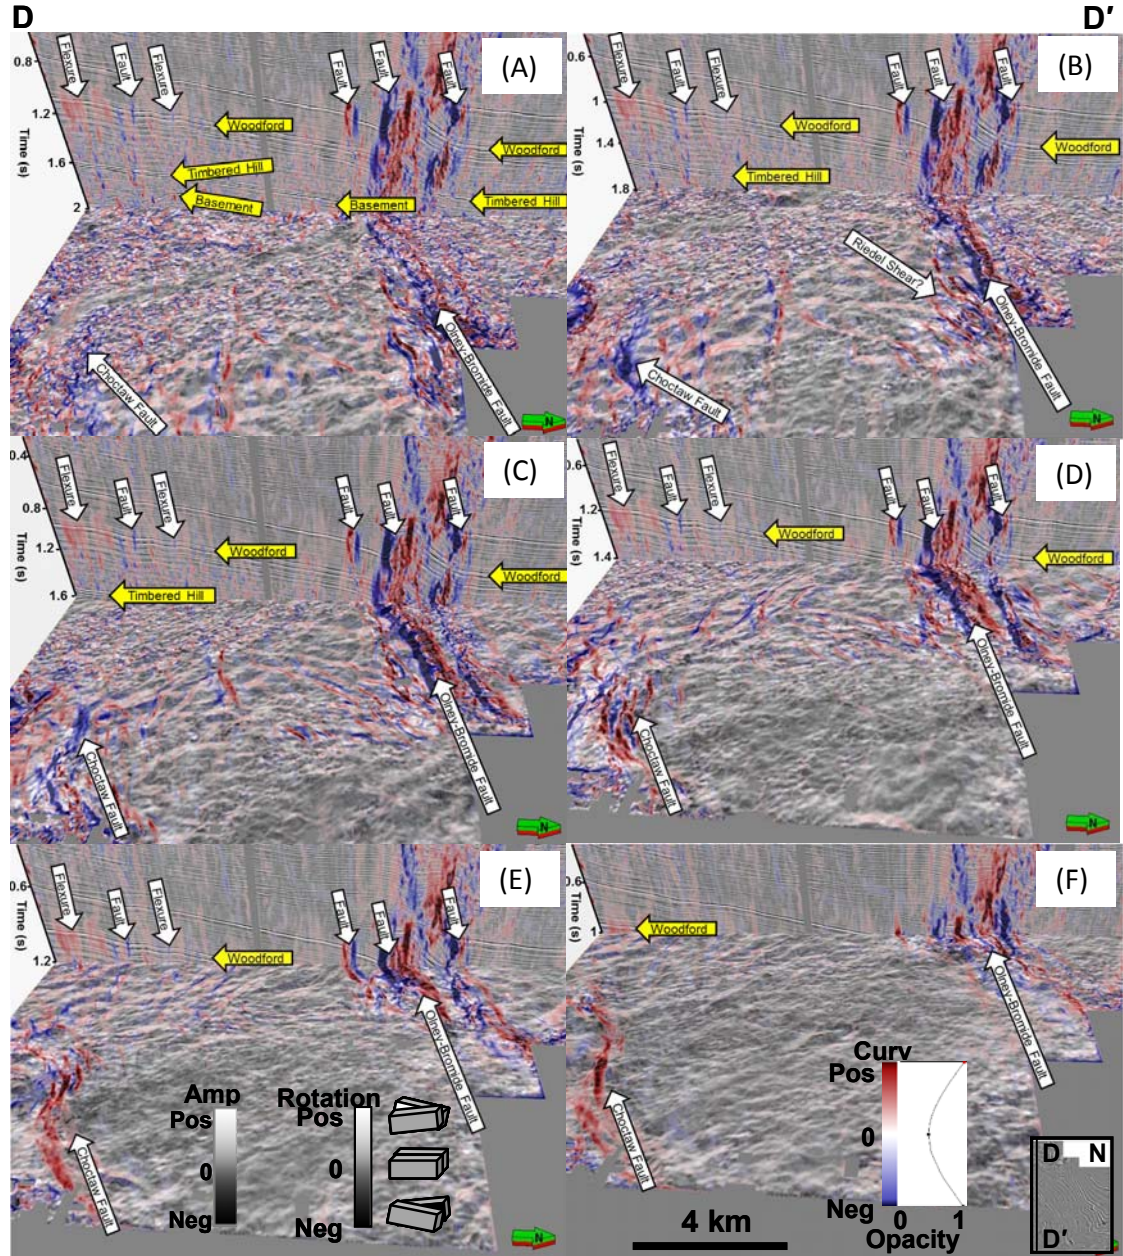 D
D′
(A)
0.8
1.2
1.6
2
Time (s)
Flexure
Fault
Flexure
Fault
Fault
Fault
Woodford
Woodford
Timbered Hill
Basement
Basement
Timbered Hill
Choctaw Fault
Olney-Bromide Fault
N
(B)
0.6
1
1.4
1.8
Time (s)
Flexure
Fault
Flexure
Fault
Fault
Fault
Woodford
Woodford
Timbered Hill
Riedel Shear?
Choctaw Fault
Olney-Bromide Fault
N
(C)
0.4
0.8
1.2
1.6
Time (s)
Flexure
Fault
Flexure
Fault
Fault
Fault
Woodford
Woodford
Timbered Hill
Choctaw Fault
Olney-Bromide Fault
N
(D)
0.6
1.2
1.4
Time (s)
Flexure
Fault
Flexure
Fault
Fault
Fault
Woodford
Woodford
Choctaw Fault
Olney-Bromide Fault
N
(E)
0.6
1.2
Time (s)
Flexure
Fault
Flexure
Fault
Fault
Fault
Woodford
Choctaw Fault
Olney-Bromide Fault
Amp
Pos
0
Neg
Rotation
Pos
0
Neg
N
(F)
0.6
1
Time (s)
Woodford
Choctaw Fault
Olney-Bromide Fault
4 km
Curv
Pos
0
Neg
0 1
Opacity
D N
D′